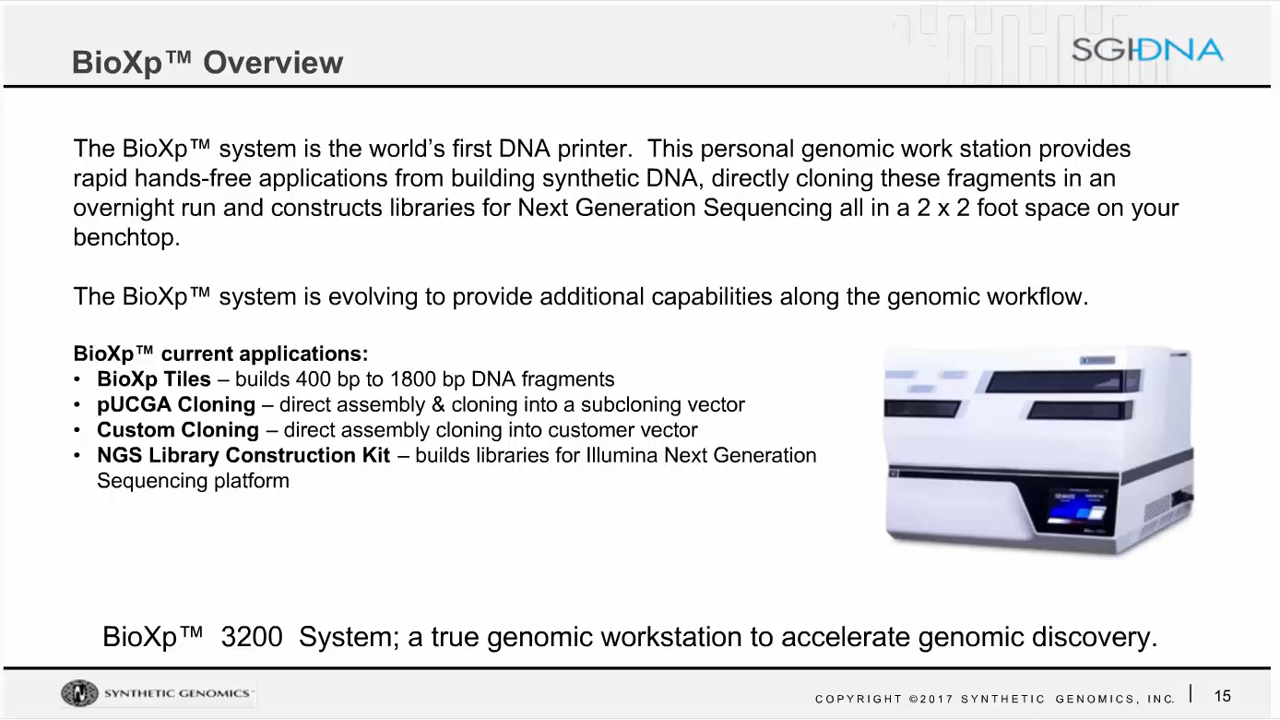 BioXp™ Overview
SGIDNA
The BioXp™ system is the world's first DNA printer.  This personal genomic work station provides
rapid hands-free applications from building synthetic DNA, directly cloning these fragments in an
overnight run and constructs libraries for Next Generation Sequencing all in a 2 x 2 foot space on your
benchtop.
The BioXp™ system is evolving to provide additional capabilities along the genomic workflow.
BioXp™ current applications:
• BioXp Tiles – builds 400 bp to 1800 bp DNA fragments
• pUCGA Cloning – direct assembly & cloning into a subcloning vector
• Custom Cloning – direct assembly cloning into customer vector
• NGS Library Construction Kit – builds libraries for Illumina Next Generation
Sequencing platform
BioXp™ 3200 System; a true genomic workstation to accelerate genomic discovery.
SYNTHETIC GENOMICS
COPYRIGHT ©2017 SYNTHETIC GENOMICS, INC. | 15